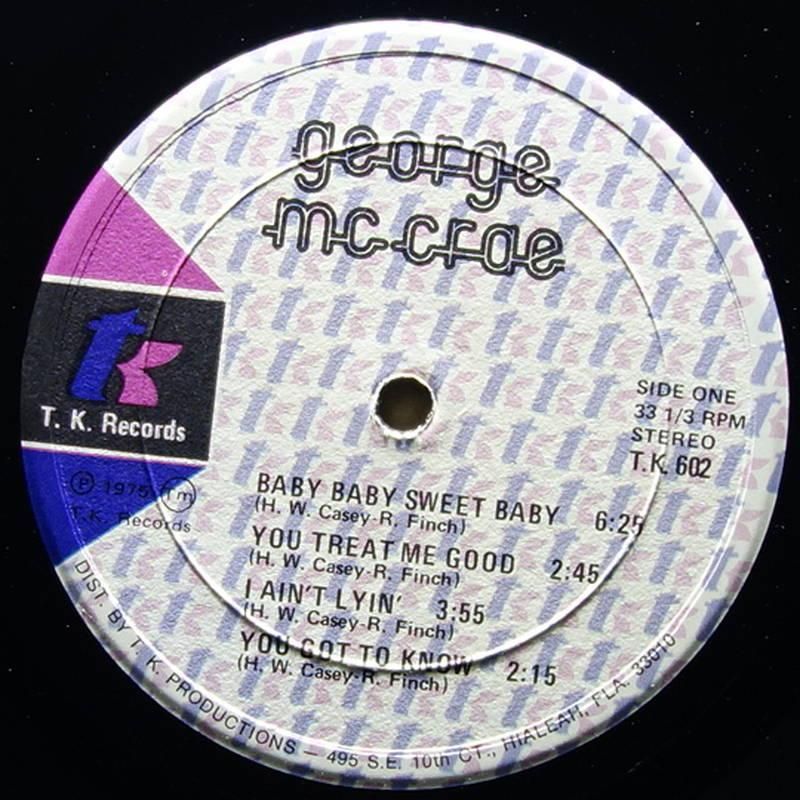 george
mc crae
tk
T. K. Records
SIDE ONE
33 1/3 RPM
STEREO
T.K. 602
Ⓟ 1975 Tm
T.K. Records
BABY BABY SWEET BABY 6:25
(H. W. Casey-R. Finch)
YOU TREAT ME GOOD 2:45
(H. W. Casey-R. Finch)
I AIN'T LYIN' 3:55
(H. W. Casey-R. Finch)
YOU GOT TO KNOW 2:15
(H. W. Casey-R. Finch)
DIST. BY T. K. PRODUCTIONS — 495 S.E. 10th CT., HIALEAH, FLA. 33010